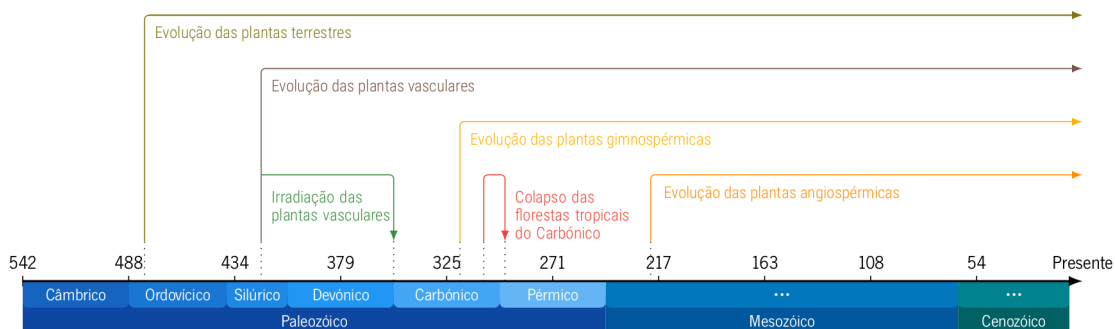 Evolução das plantas terrestres
Evolução das plantas vasculares
Evolução das plantas gimnospérmicas
Irradiação das
plantas vasculares
Colapso das
florestas tropicais
do Carbónico
Evolução das plantas angiospérmicas
542 488 434 379 325 271 217 163 108 54 Presente
Câmbrico Ordovícico Silúrico Devónico Carbónico Pérmico ... ...
Paleozóico Mesozóico Cenozóico